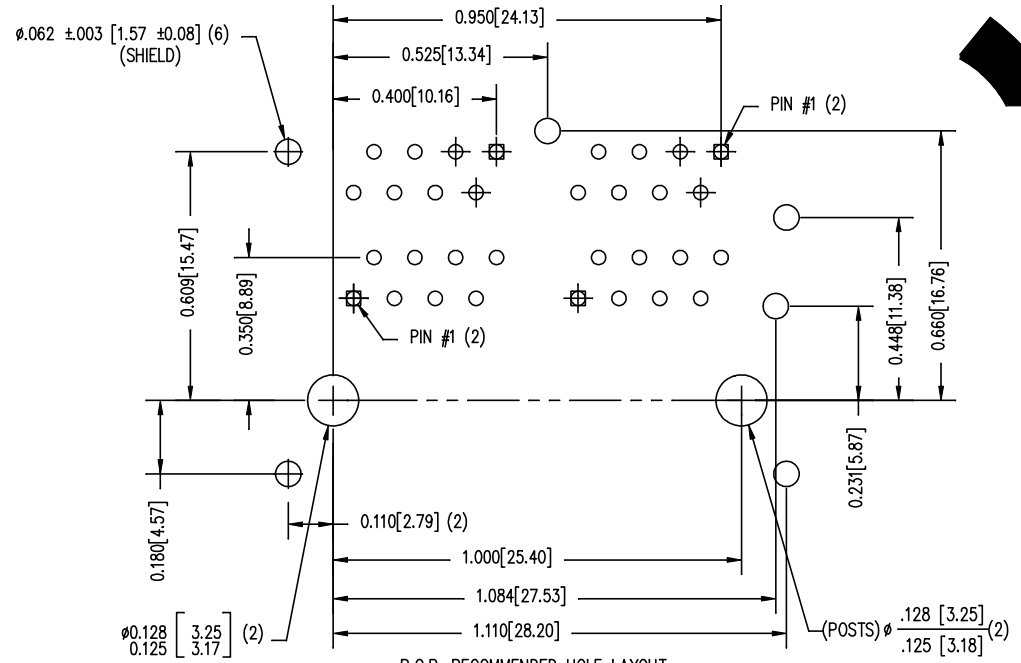 0.950[24.13]
ø.062 ±.003 [1.57 ±0.08] (6)
(SHIELD)
0.525[13.34]
0.400[10.16]
PIN #1 (2)
0.609[15.47]
0.350[8.89]
0.448[11.38]
0.660[16.76]
PIN #1 (2)
0.231[5.87]
0.180[4.57]
0.110[2.79] (2)
1.000[25.40]
1.084[27.53]
1.110[28.20]
ø0.128 [3.25] (2)
0.125 [3.17]
(POSTS) ø .128 [3.25] (2)
.125 [3.18]
P.C.B. RECOMMENDED HOLE LAYOUT